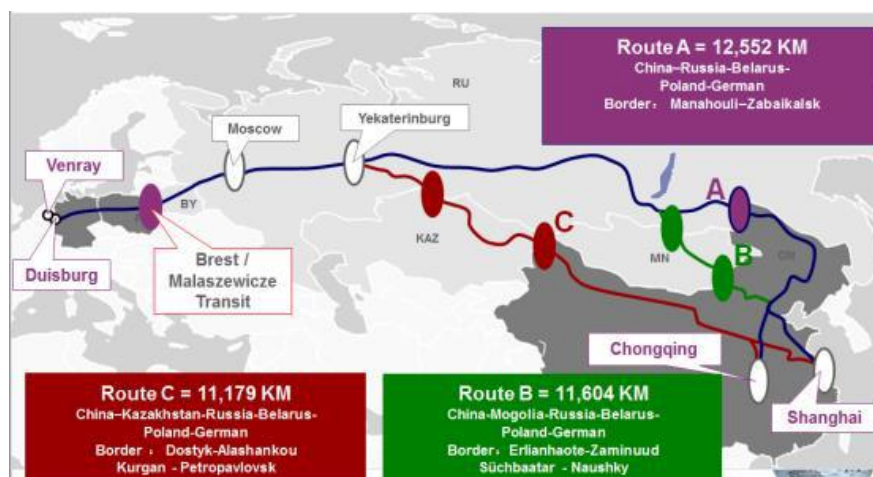 Route A = 12,552 KM
China–Russia-Belarus-
Poland-German
Border： Manahouli–Zabaikalsk
RU
Moscow
Yekaterinburg
Venray
BY
A
C
KAZ
B
MN
CN
Duisburg
Brest /
Malaszewicze
Transit
Chongqing
Shanghai
Route C = 11,179 KM
China–Kazakhstan-Russia-Belarus-
Poland-German
Border： Dostyk-Alashankou
Kurgan - Petropavlovsk
Route B = 11,604 KM
China-Mogolia-Russia-Belarus-
Poland-German
Border： Erlianhaote-Zaminuud
Süchbaatar - Naushky